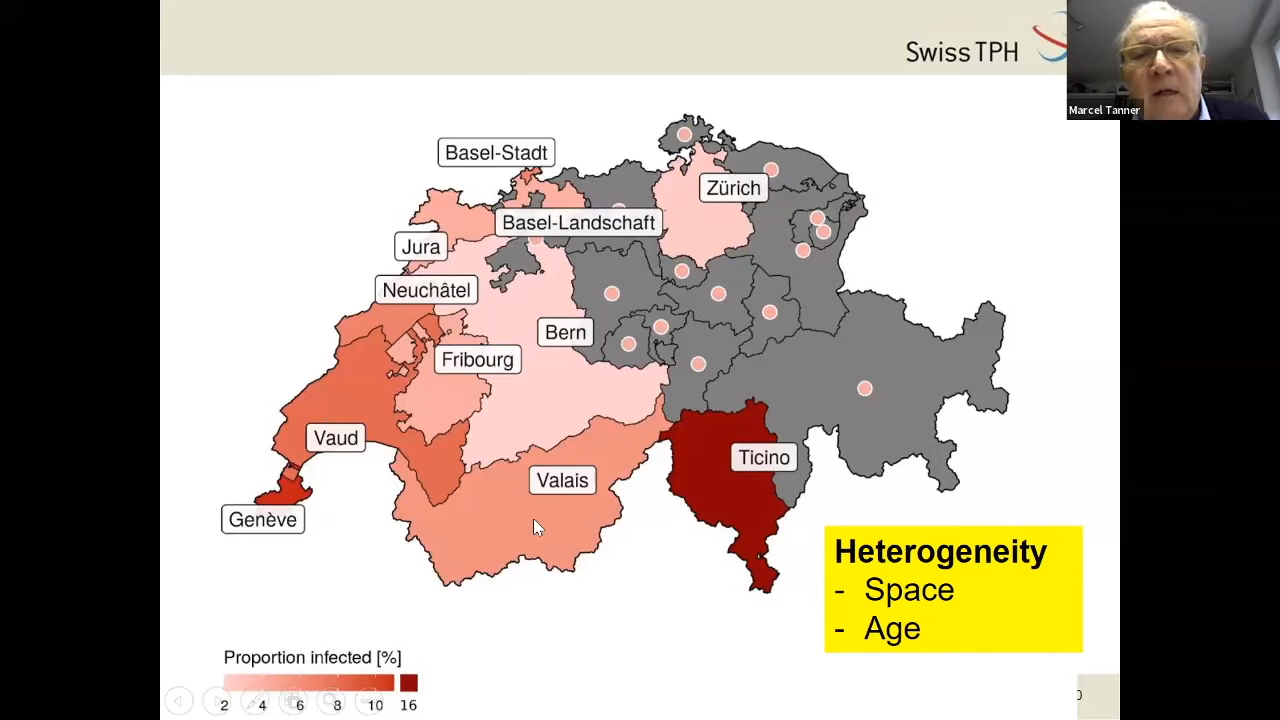 Swiss TPH
Marcel Tanner
Basel-Stadt
Zürich
Basel-Landschaft
Jura
Neuchâtel
Bern
Fribourg
Vaud
Ticino
Valais
Genève
Heterogeneity
- Space
- Age
Proportion infected [%]
2 4 6 8 10 16